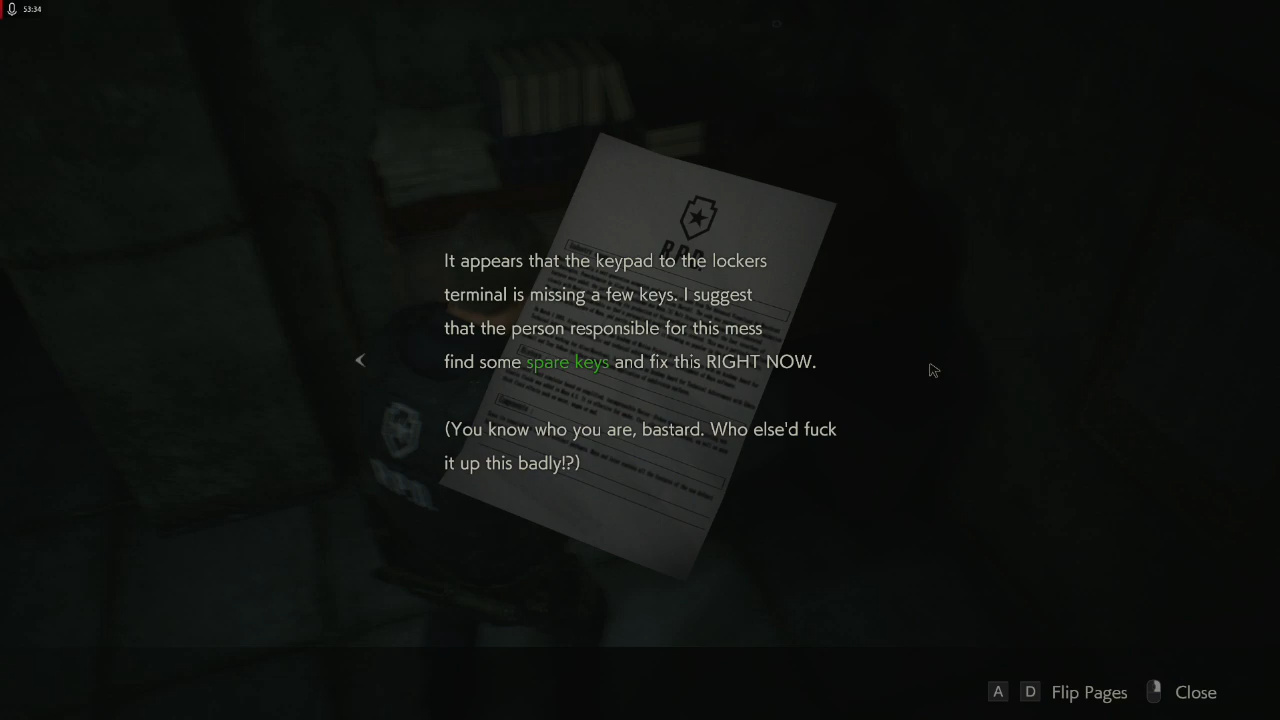 53:34
R.P.D.
It appears that the keypad to the lockers
terminal is missing a few keys. I suggest
that the person responsible for this mess
find some spare keys and fix this RIGHT NOW.
(You know who you are, bastard. Who else'd fuck
it up this badly!?)
A D Flip Pages Close